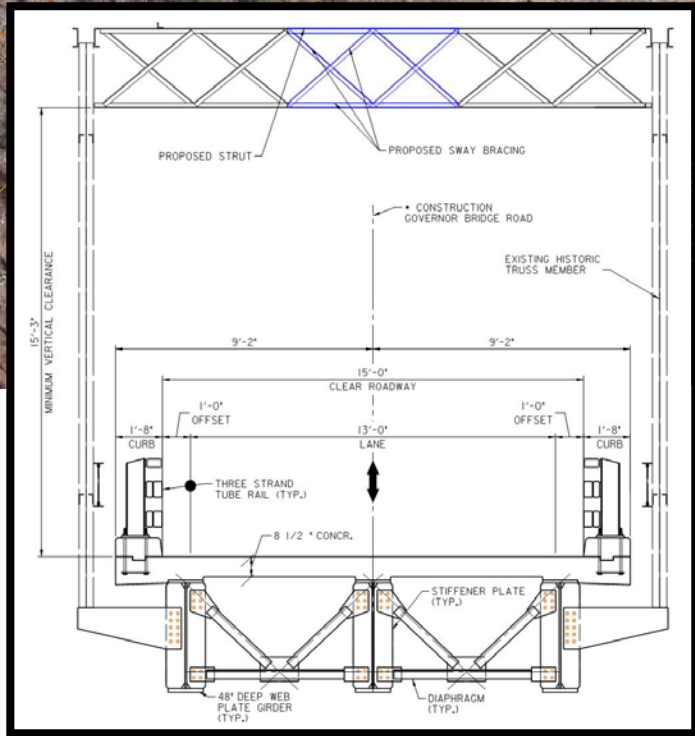 PROPOSED STRUT
PROPOSED SWAY BRACING
* CONSTRUCTION
GOVERNOR BRIDGE ROAD
EXISTING HISTORIC
TRUSS MEMBER
15'-3"
MINIMUM VERTICAL CLEARANCE
9'-2"
9'-2"
15'-0"
CLEAR ROADWAY
1'-8"
CURB
1'-0"
OFFSET
13'-0"
LANE
1'-0"
OFFSET
1'-8"
CURB
THREE STRAND
TUBE RAIL (TYP.)
8 1/2 " CONCR.
STIFFENER PLATE
(TYP.)
48" DEEP WEB
PLATE GIRDER
(TYP.)
DIAPHRAGM
(TYP.)